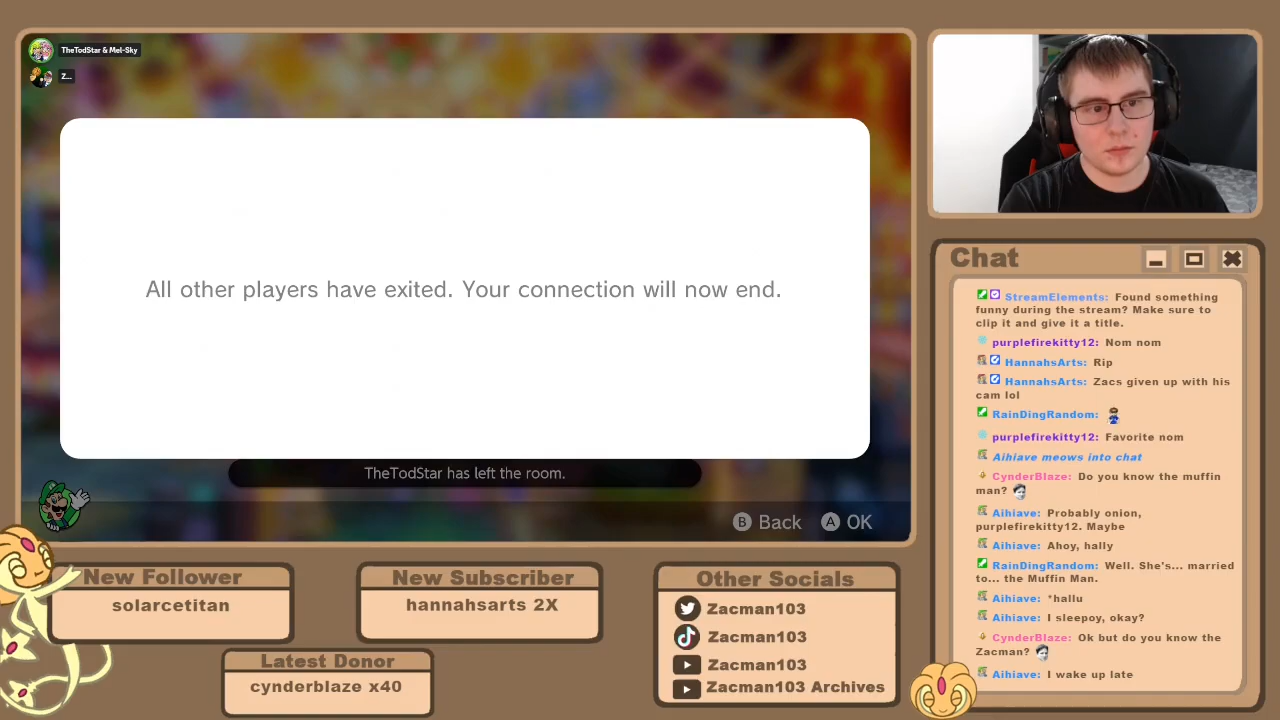 TheTodStar & Mel-Sky
Z...
All other players have exited. Your connection will now end.
TheTodStar has left the room.
B Back A OK
Chat
StreamElements: Found something
funny during the stream? Make sure to
clip it and give it a title.
purplefirekitty12: Nom nom
HannahsArts: Rip
HannahsArts: Zacs given up with his
cam lol
RainDingRandom:
purplefirekitty12: Favorite nom
Aihiave meows into chat
CynderBlaze: Do you know the muffin
man?
Aihiave: Probably onion,
purplefirekitty12. Maybe
Aihiave: Ahoy, hally
RainDingRandom: Well. She's... married
to... the Muffin Man.
Aihiave: *hallu
Aihiave: I sleepoy, okay?
CynderBlaze: Ok but do you know the
Zacman?
Aihiave: I wake up late
New Follower
solarcetitan
New Subscriber
hannahsarts 2X
Latest Donor
cynderblaze x40
Other Socials
Zacman103
Zacman103
Zacman103
Zacman103 Archives